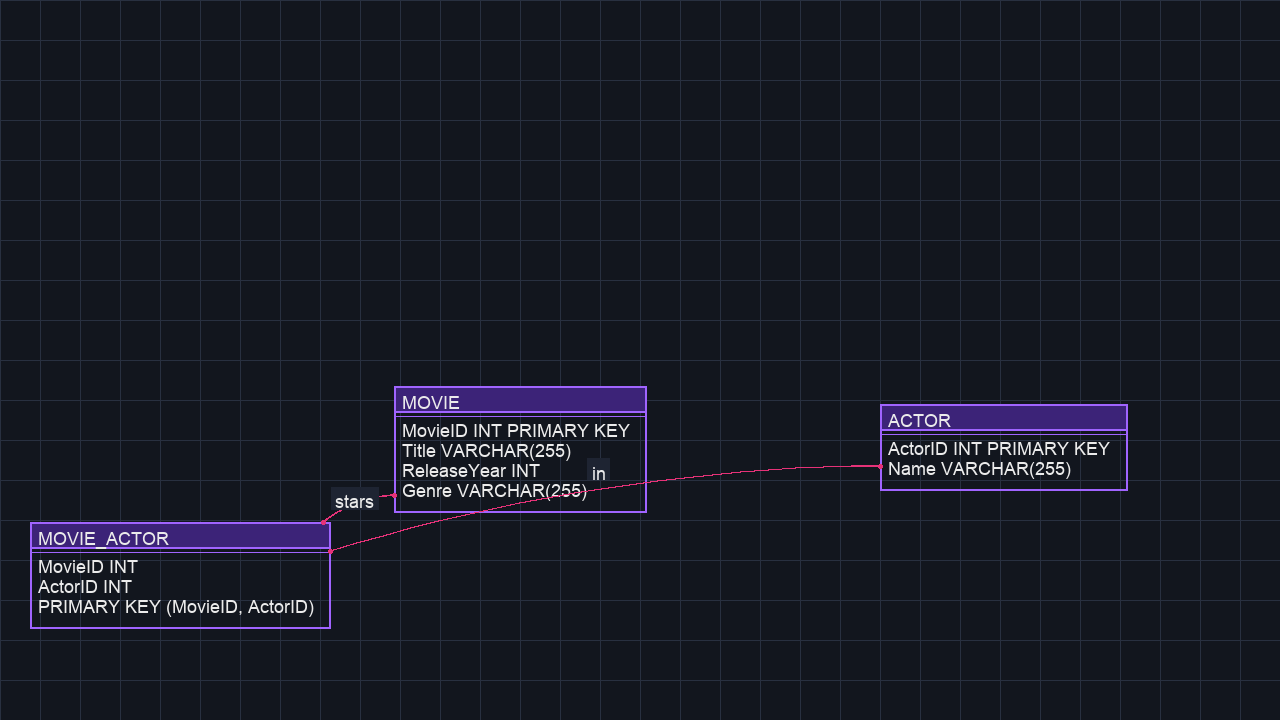 MOVIE
MovieID INT PRIMARY KEY
Title VARCHAR(255)
ReleaseYear INT
Genre VARCHAR(255)
ACTOR
ActorID INT PRIMARY KEY
Name VARCHAR(255)
in
stars
MOVIE_ACTOR
MovieID INT
ActorID INT
PRIMARY KEY (MovieID, ActorID)